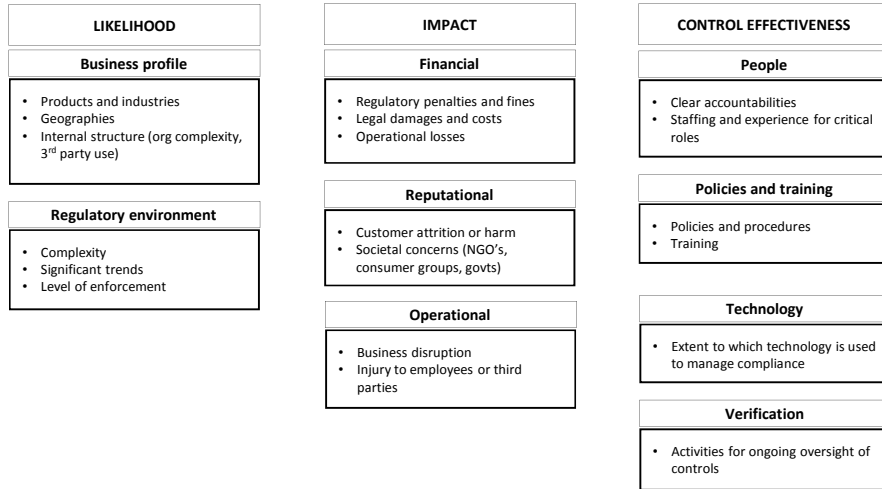 LIKELIHOOD
Business profile
• Products and industries
• Geographies
• Internal structure (org complexity,
3rd party use)
Regulatory environment
• Complexity
• Significant trends
• Level of enforcement
IMPACT
Financial
• Regulatory penalties and fines
• Legal damages and costs
• Operational losses
Reputational
• Customer attrition or harm
• Societal concerns (NGO's,
consumer groups, govts)
Operational
• Business disruption
• Injury to employees or third
parties
CONTROL EFFECTIVENESS
People
• Clear accountabilities
• Staffing and experience for critical
roles
Policies and training
• Policies and procedures
• Training
Technology
• Extent to which technology is used
to manage compliance
Verification
• Activities for ongoing oversight of
controls